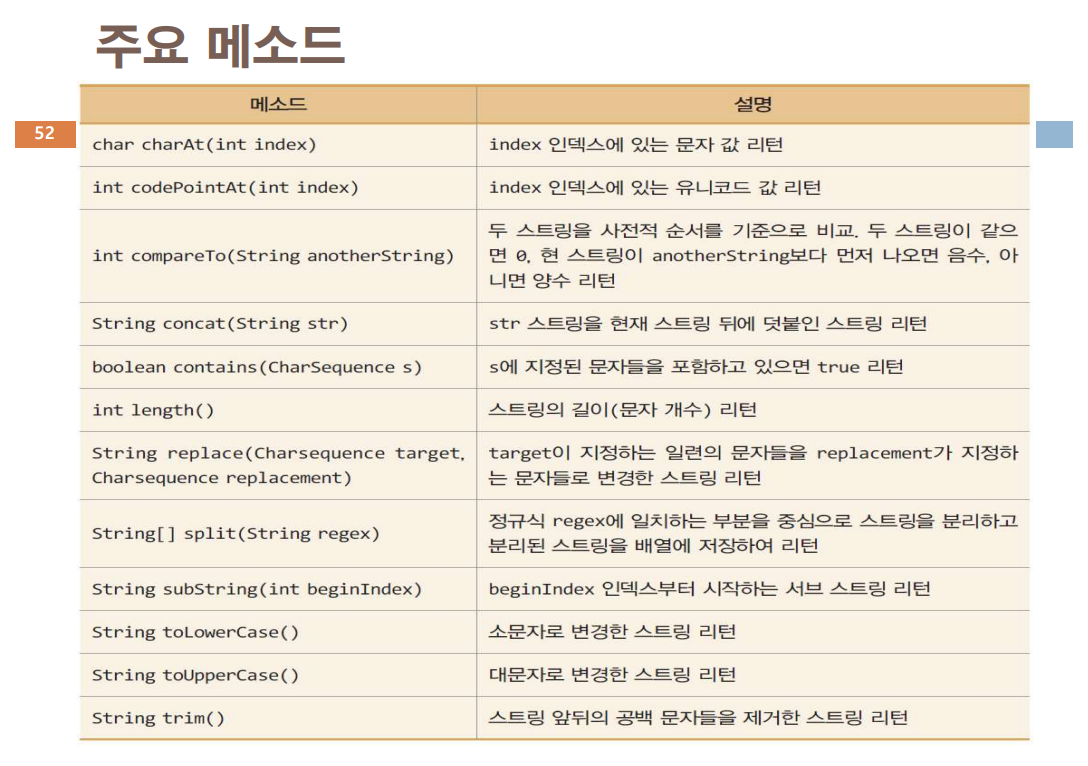 주요 메소드
메소드 설명
52
char charAt(int index) index 인덱스에 있는 문자 값 리턴
int codePointAt(int index) index 인덱스에 있는 유니코드 값 리턴
int compareTo(String anotherString)
두 스트링을 사전적 순서를 기준으로 비교. 두 스트링이 같으
면 0, 현 스트링이 anotherString보다 먼저 나오면 음수, 아
니면 양수 리턴
String concat(String str) str 스트링을 현재 스트링 뒤에 덧붙인 스트링 리턴
boolean contains(CharSequence s) s에 지정된 문자들을 포함하고 있으면 true 리턴
int length() 스트링의 길이(문자 개수) 리턴
String replace(Charsequence target,
Charsequence replacement)
target이 지정하는 일련의 문자들을 replacement가 지정하
는 문자들로 변경한 스트링 리턴
String[] split(String regex)
정규식 regex에 일치하는 부분을 중심으로 스트링을 분리하고
분리된 스트링을 배열에 저장하여 리턴
String subString(int beginIndex) beginIndex 인덱스부터 시작하는 서브 스트링 리턴
String toLowerCase() 소문자로 변경한 스트링 리턴
String toUpperCase() 대문자로 변경한 스트링 리턴
String trim() 스트링 앞뒤의 공백 문자들을 제거한 스트링 리턴